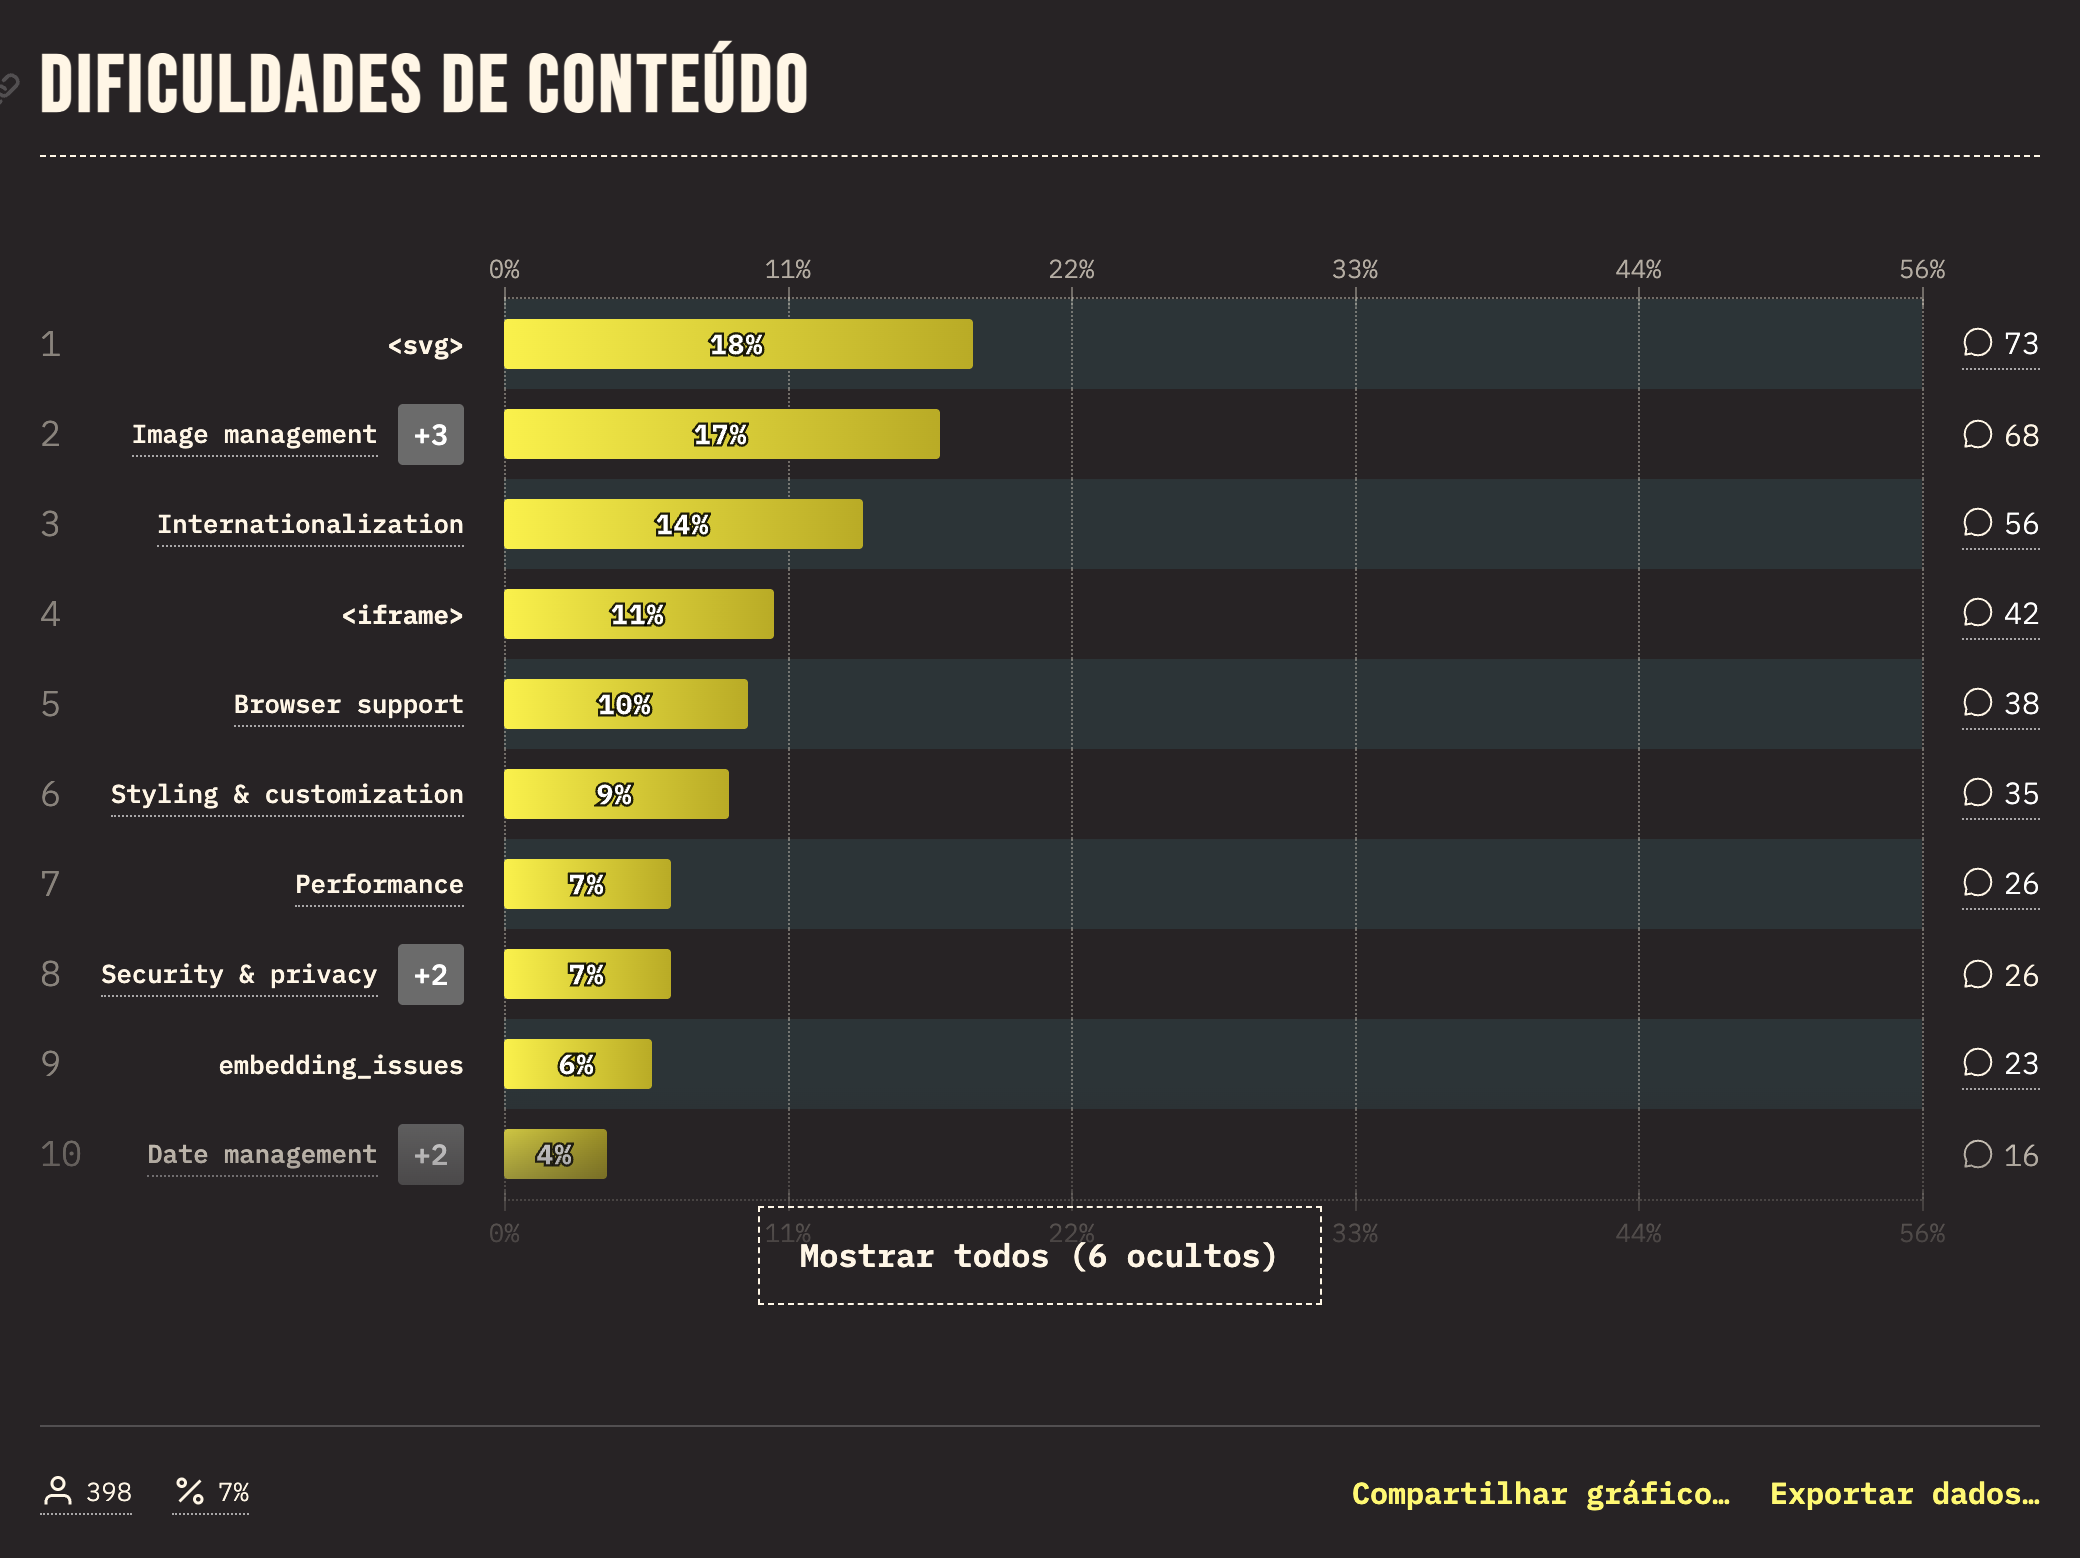 DIFICULDADES DE CONTEÚDO
0% 11% 22% 33% 44% 56%
1 <svg> 18% 73
2 Image management +3 17% 68
3 Internationalization 14% 56
4 <iframe> 11% 42
5 Browser support 10% 38
6 Styling & customization 9% 35
7 Performance 7% 26
8 Security & privacy +2 7% 26
9 embedding_issues 6% 23
10 Date management +2 4% 16
0% 11% 22% 33% 44% 56%
Mostrar todos (6 ocultos)
398 7% Compartilhar gráfico… Exportar dados…